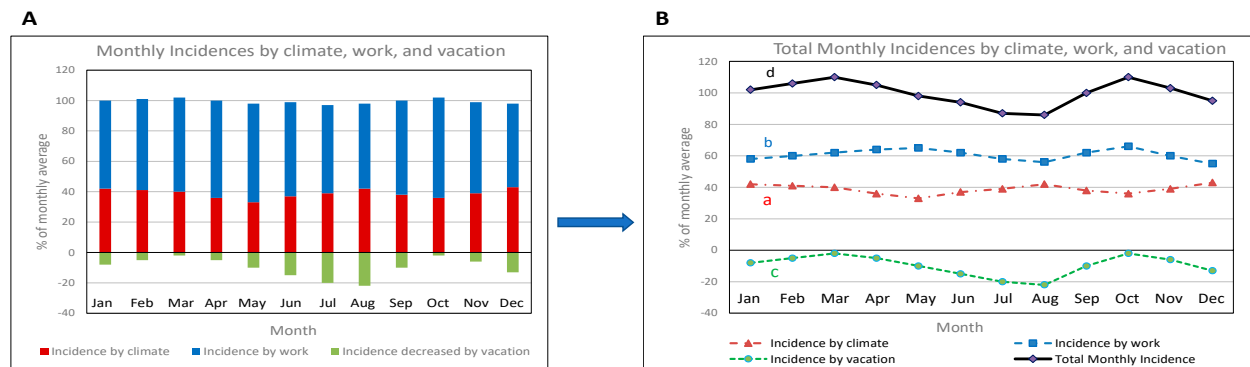 A
Monthly Incidences by climate, work, and vacation
120
100
80
60
40
20
0
-20
-40
% of monthly average
Jan Feb Mar Apr May Jun Jul Aug Sep Oct Nov Dec
Month
Incidence by climate Incidence by work Incidence decreased by vacation
B
Total Monthly Incidences by climate, work, and vacation
120
100
80
60
40
20
0
-20
-40
% of monthly average
d
b
a
c
Jan Feb Mar Apr May Jun Jul Aug Sep Oct Nov Dec
Month
Incidence by climate Incidence by work
Incidence by vacation Total Monthly Incidence